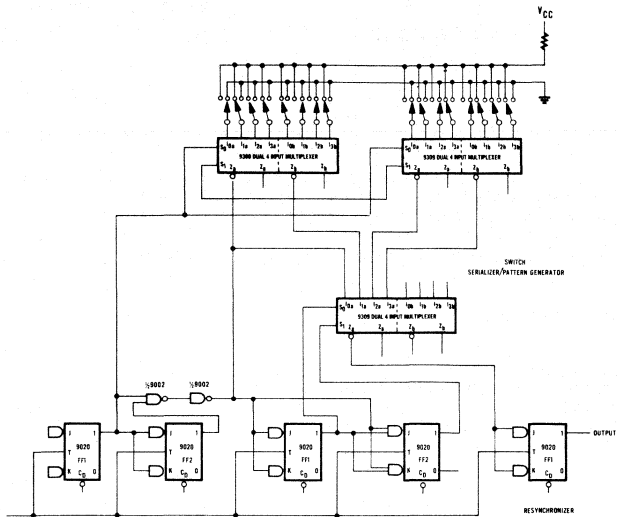 VCC
S0 I0a I1a I2a I3a I0b I1b I2b I3b
9309 DUAL 4 INPUT MULTIPLEXER
S1 Za Za Zb Zb
S0 I0a I1a I2a I3a I0b I1b I2b I3b
9309 DUAL 4 INPUT MULTIPLEXER
S1 Za Za Zb Zb
SWITCH
SERIALIZER/PATTERN GENERATOR
S0 I0a I1a I2a I3a I0b I1b I2b I3b
9309 DUAL 4 INPUT MULTIPLEXER
S1 Za Za Zb Zb
½9002 ½9002
J 1 J 1 J 1 J 1 J 1 OUTPUT
9020 9020 9020 9020 9020
T FF1 T FF2 T FF1 T FF2 T FF1
K CD 0 K CD 0 K CD 0 K CD 0 K CD 0
RESYNCHRONIZER